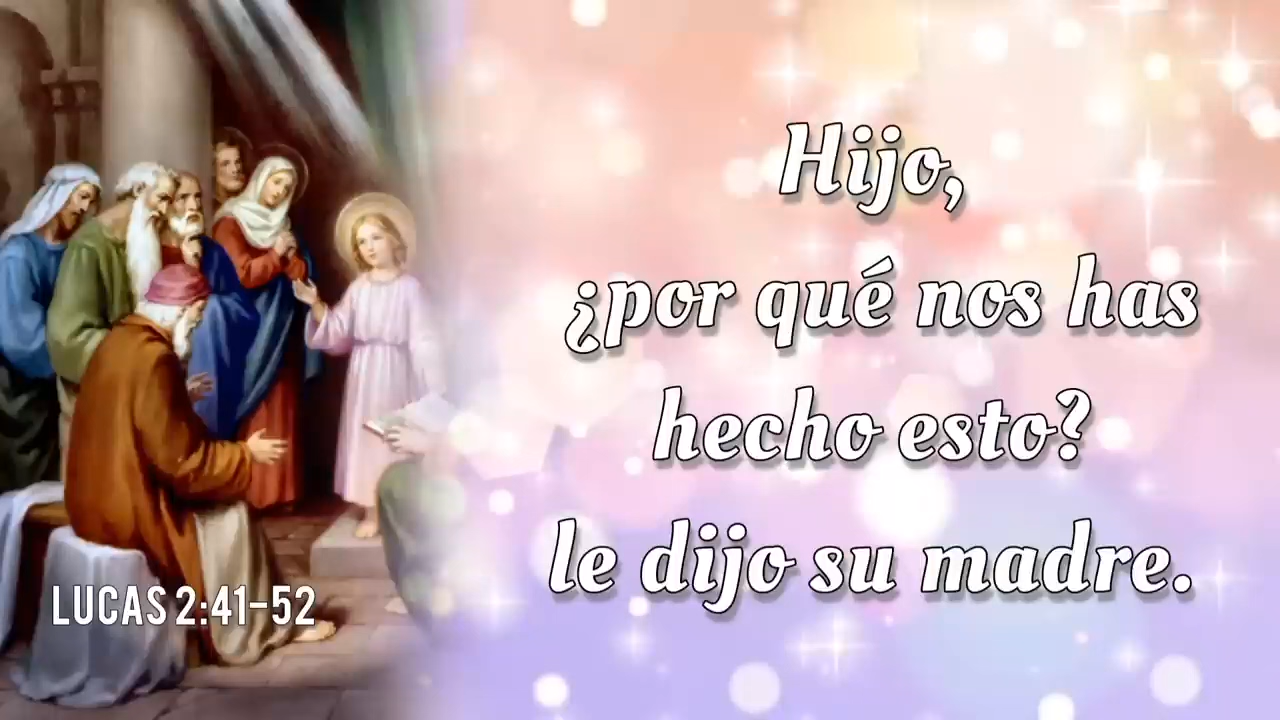 Hijo,
¿por qué nos has
hecho esto?
le dijo su madre.
LUCAS 2:41-52